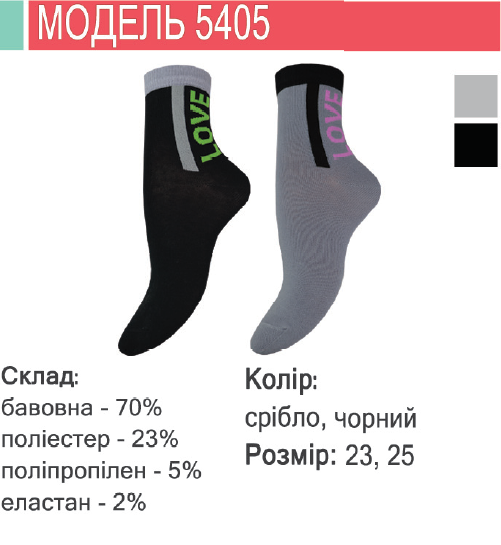 МОДЕЛЬ 5405
LOVE
LOVE
Склад:
бавовна - 70%
поліестер - 23%
поліпропілен - 5%
еластан - 2%
Колір:
срібло, чорний
Розмір: 23, 25